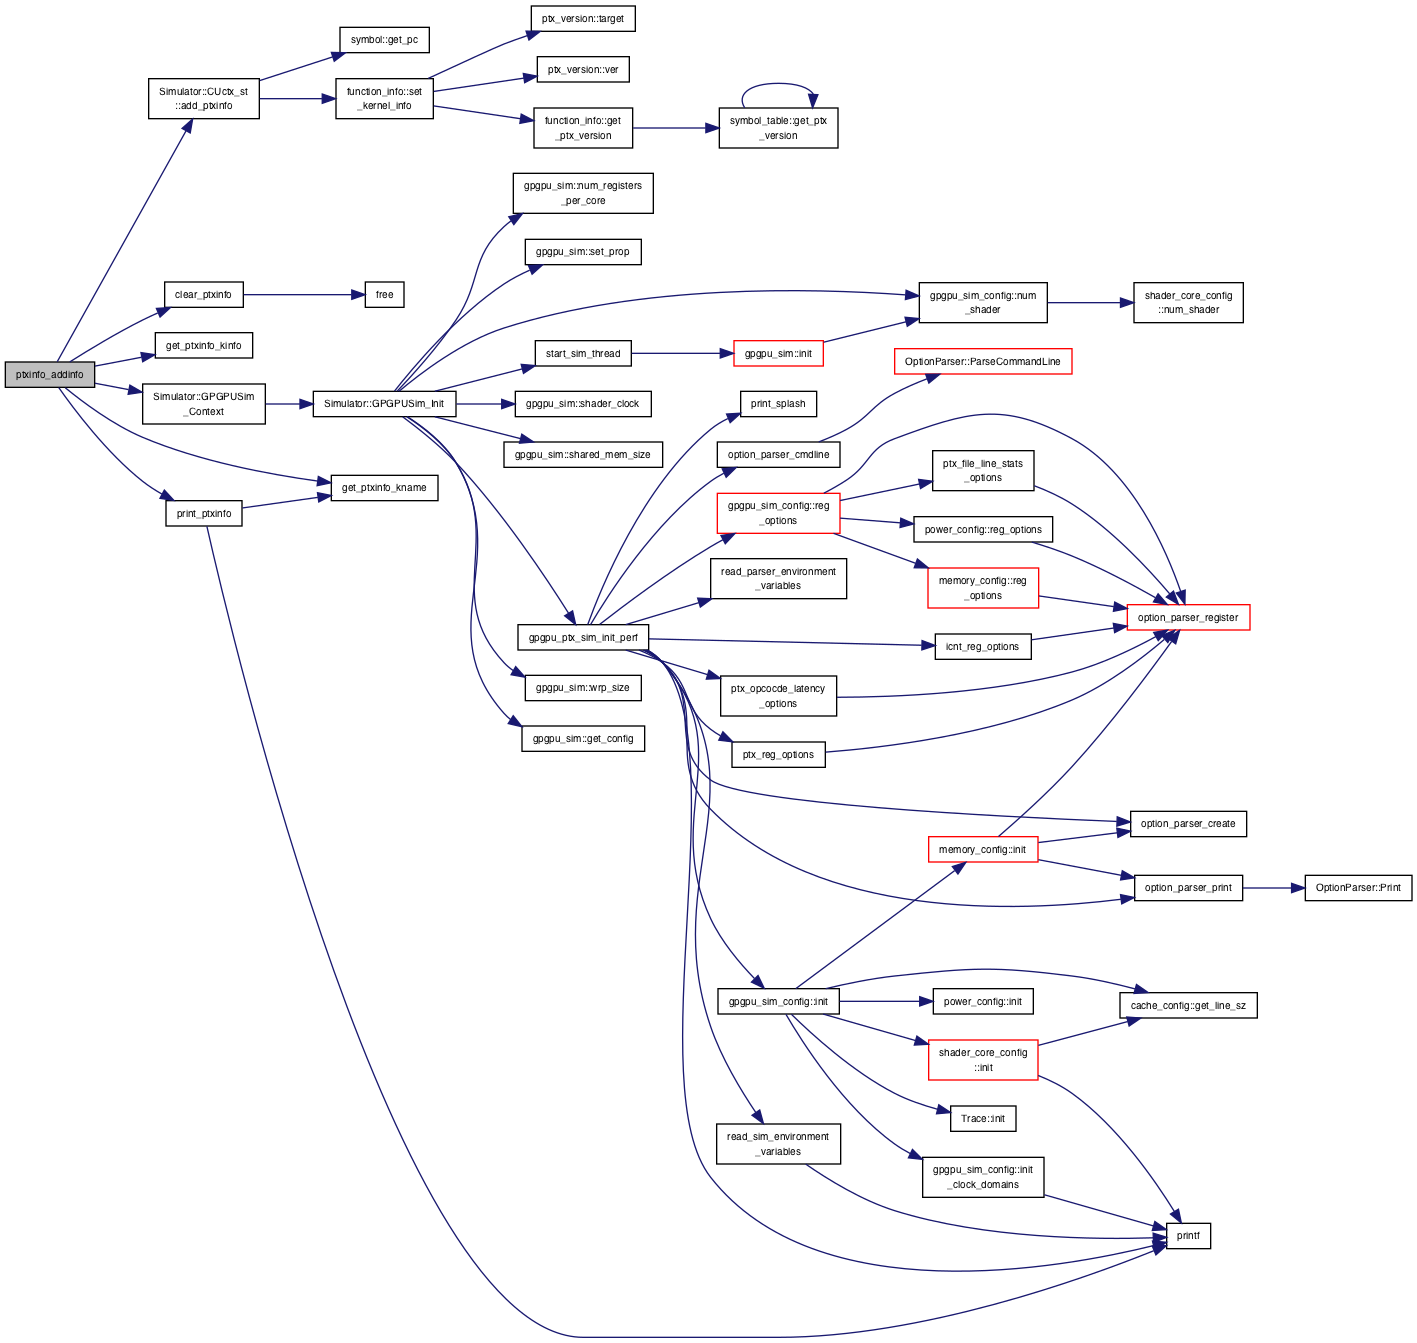 ptx_version::target
symbol::get_pc
ptx_version::ver
Simulator::CUctx_st
::add_ptxinfo
function_info::set
_kernel_info
function_info::get
_ptx_version
symbol_table::get_ptx
_version
gpgpu_sim::num_registers
_per_core
gpgpu_sim::set_prop
clear_ptxinfo
free
gpgpu_sim_config::num
_shader
shader_core_config
::num_shader
get_ptxinfo_kinfo
start_sim_thread
gpgpu_sim::init
OptionParser::ParseCommandLine
ptxinfo_addinfo
Simulator::GPGPUSim
_Context
Simulator::GPGPUSim_Init
gpgpu_sim::shader_clock
print_splash
gpgpu_sim::shared_mem_size
option_parser_cmdline
ptx_file_line_stats
_options
get_ptxinfo_kname
print_ptxinfo
gpgpu_sim_config::reg
_options
power_config::reg_options
read_parser_environment
_variables
memory_config::reg
_options
option_parser_register
gpgpu_ptx_sim_init_perf
icnt_reg_options
gpgpu_sim::wrp_size
ptx_opcocde_latency
_options
gpgpu_sim::get_config
ptx_reg_options
option_parser_create
memory_config::init
option_parser_print
OptionParser::Print
gpgpu_sim_config::init
power_config::init
cache_config::get_line_sz
shader_core_config
::init
Trace::init
read_sim_environment
_variables
gpgpu_sim_config::init
_clock_domains
printf